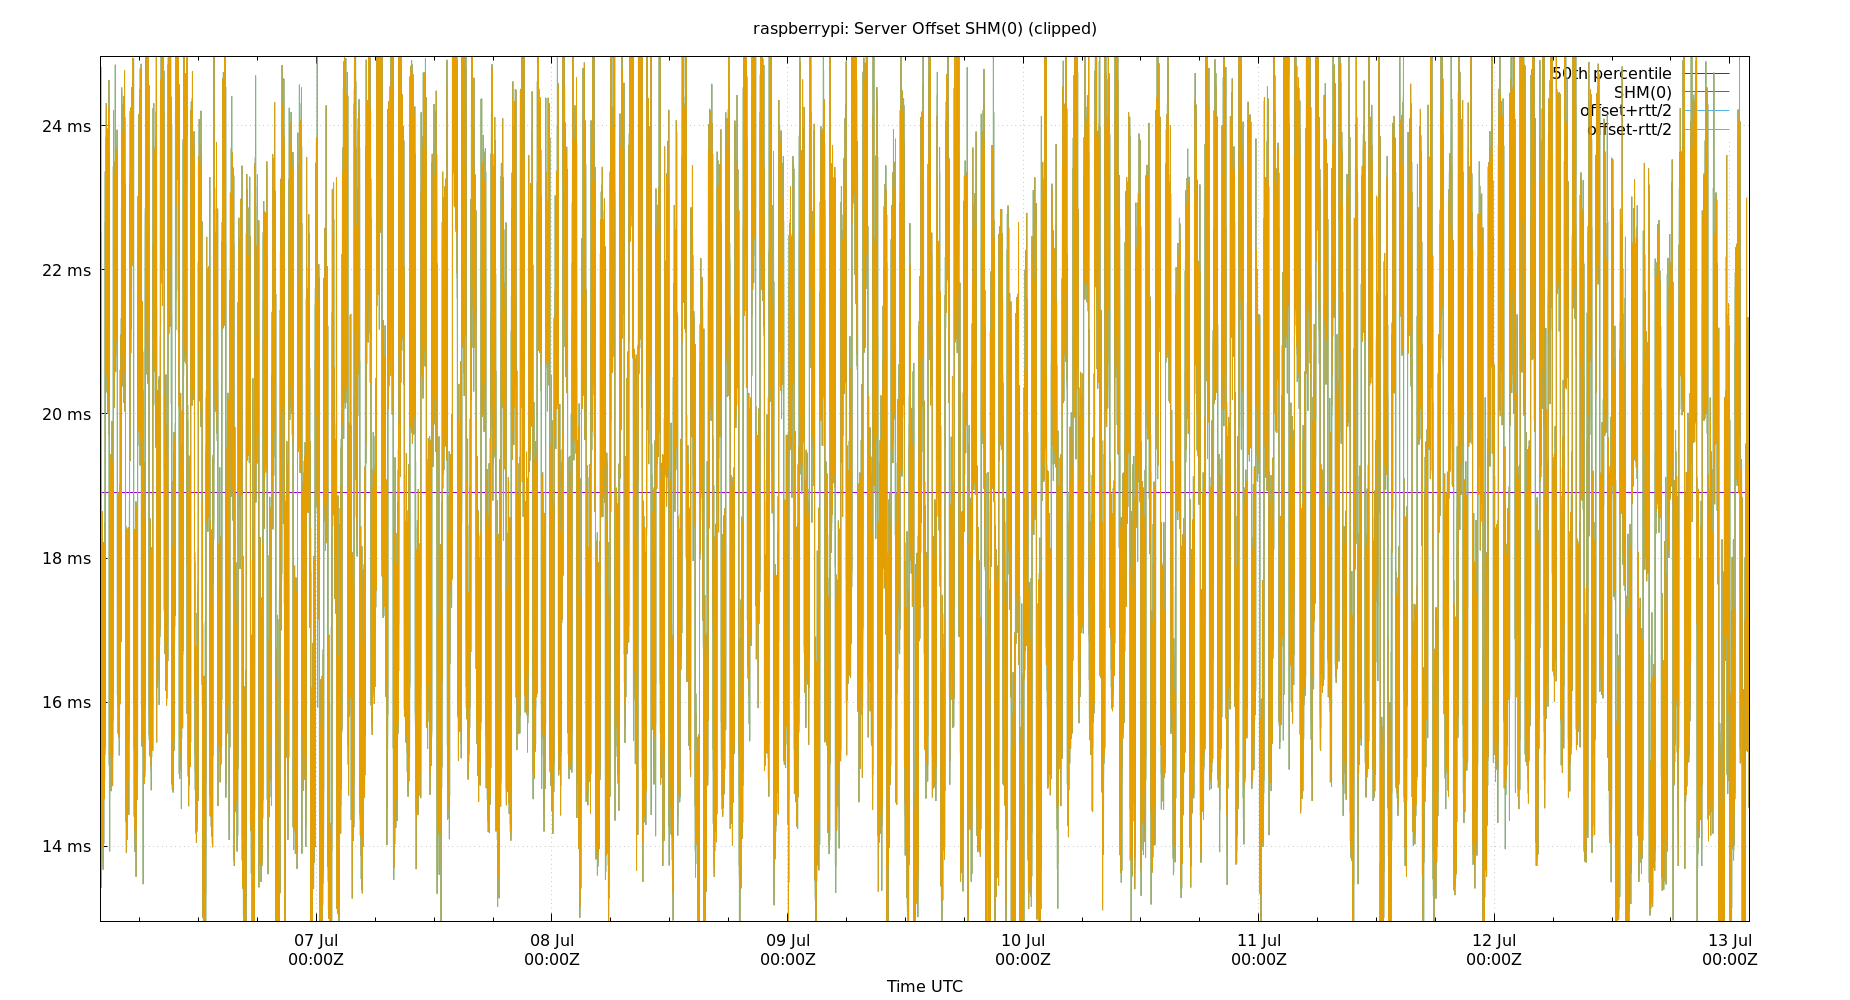 raspberrypi: Server Offset SHM(0) (clipped)
50th percentile
SHM(0)
offset+rtt/2
offset-rtt/2
24 ms
22 ms
20 ms
18 ms
16 ms
14 ms
07 Jul 08 Jul 09 Jul 10 Jul 11 Jul 12 Jul 13 Jul
00:00Z 00:00Z 00:00Z 00:00Z 00:00Z 00:00Z 00:00Z
Time UTC